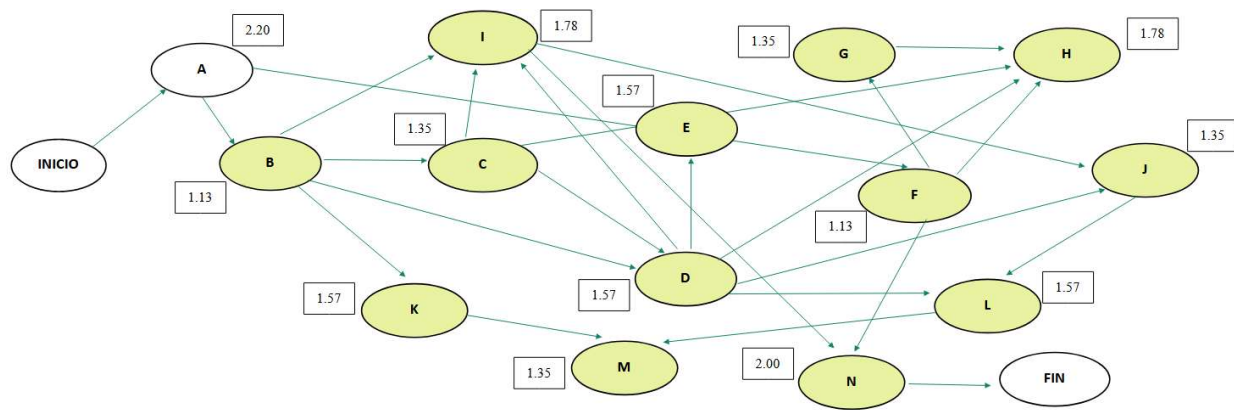 2.20
A
I
1.78
1.35
G
H
1.78
INICIO
B
1.13
1.35
C
1.57
E
F
1.13
J
1.35
K
1.57
D
1.57
L
1.57
M
1.35
N
2.00
FIN